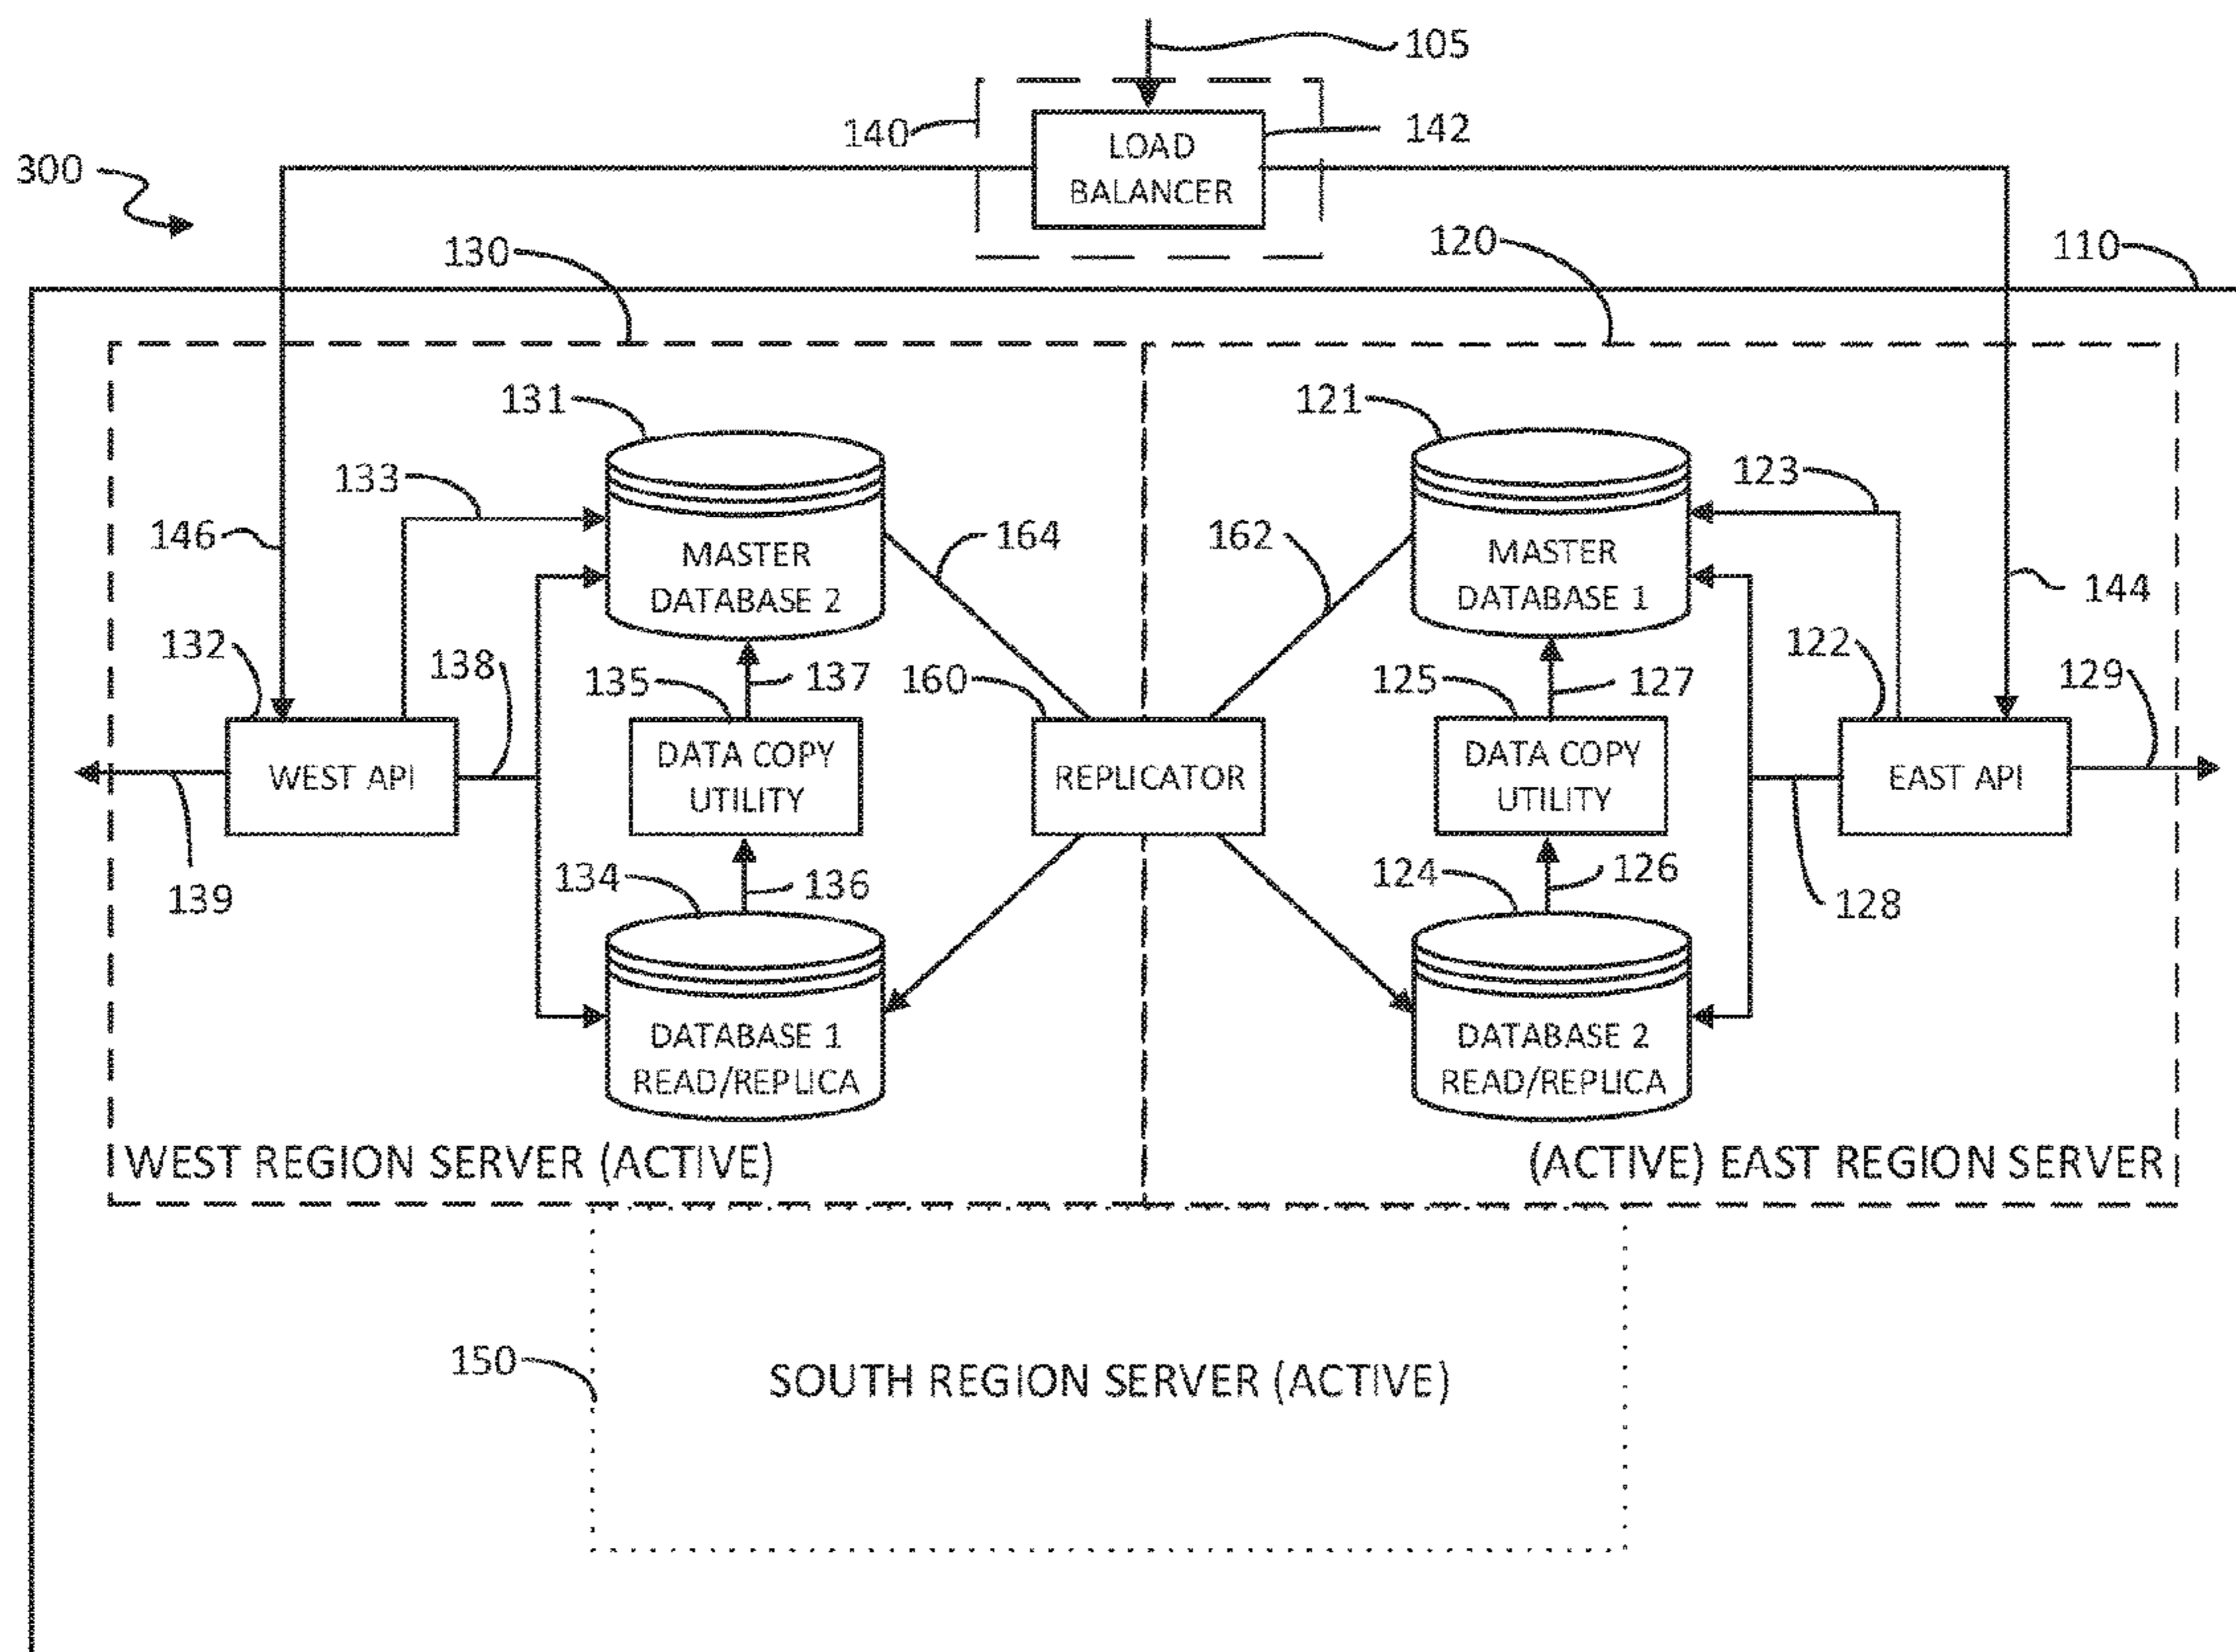 105
140
142
LOAD
BALANCER
300
130
120
110
131
121
133
123
146
164
162
144
MASTER
DATABASE 2
MASTER
DATABASE 1
132
138
135
137
160
125
127
122
129
WEST API
DATA COPY
UTILITY
REPLICATOR
DATA COPY
UTILITY
EAST API
139
134
136
124
126
128
DATABASE 1
READ/REPLICA
DATABASE 2
READ/REPLICA
WEST REGION SERVER (ACTIVE)
(ACTIVE) EAST REGION SERVER
150
SOUTH REGION SERVER (ACTIVE)